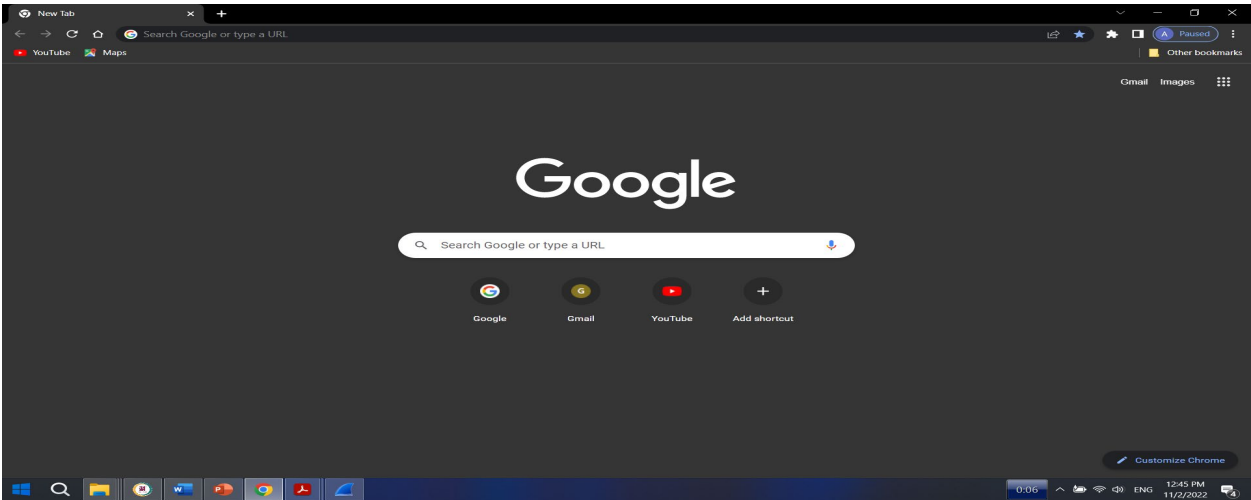 New Tab
Search Google or type a URL
A Paused
YouTube Maps Other bookmarks
Gmail Images
Google
Search Google or type a URL
G
Google Gmail YouTube Add shortcut
Customize Chrome
W P 0:06 ENG 12:45 PM
11/2/2022 4